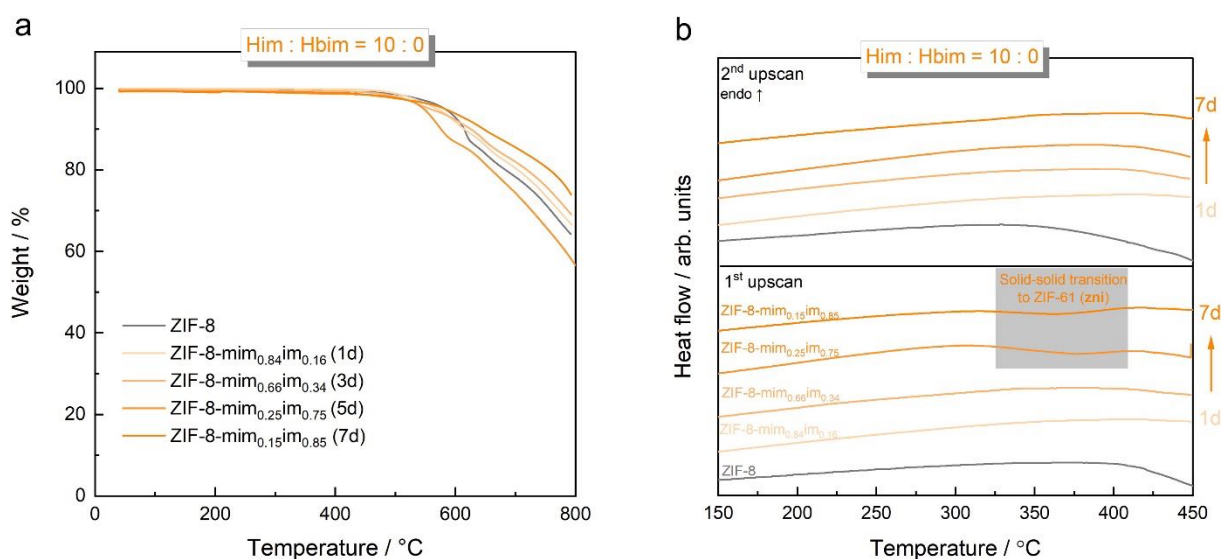 a
Him : Hbim = 10 : 0
Weight / %
100
80
60
40
20
0
ZIF-8
ZIF-8-mim0.84im0.16 (1d)
ZIF-8-mim0.66im0.34 (3d)
ZIF-8-mim0.25im0.75 (5d)
ZIF-8-mim0.15im0.85 (7d)
0 200 400 600 800
Temperature / °C
b
Him : Hbim = 10 : 0
Heat flow / arb. units
2nd upscan
endo ↑
7d
1d
1st upscan
Solid-solid transition
to ZIF-61 (zni)
ZIF-8-mim0.15im0.85
7d
ZIF-8-mim0.25im0.75
ZIF-8-mim0.66im0.34
ZIF-8-mim0.84im0.16
1d
ZIF-8
150 200 250 300 350 400 450
Temperature / °C